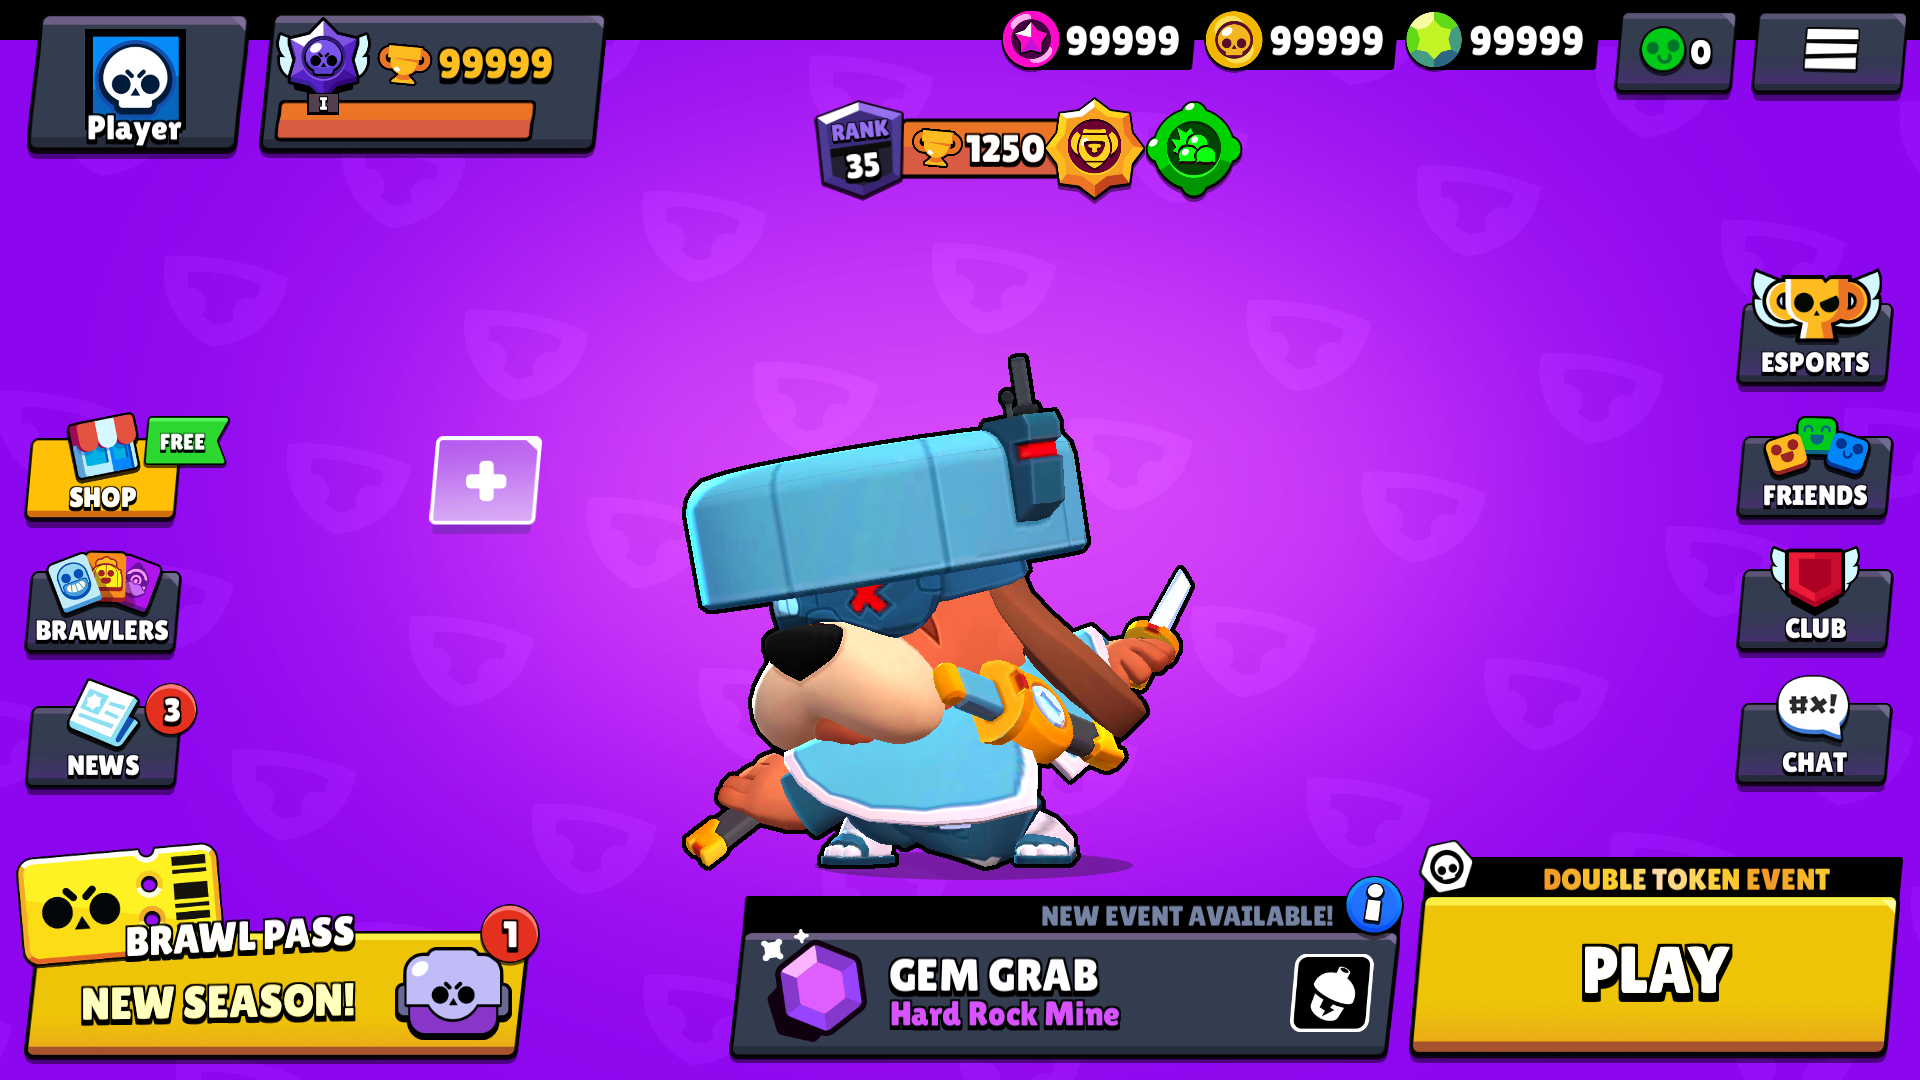 Player
I
99999
99999
99999
99999
0
RANK
35
1250
ESPORTS
FREE
SHOP
FRIENDS
BRAWLERS
CLUB
3
NEWS
#×!
CHAT
BRAWL PASS
1
NEW SEASON!
NEW EVENT AVAILABLE!
GEM GRAB
Hard Rock Mine
DOUBLE TOKEN EVENT
PLAY